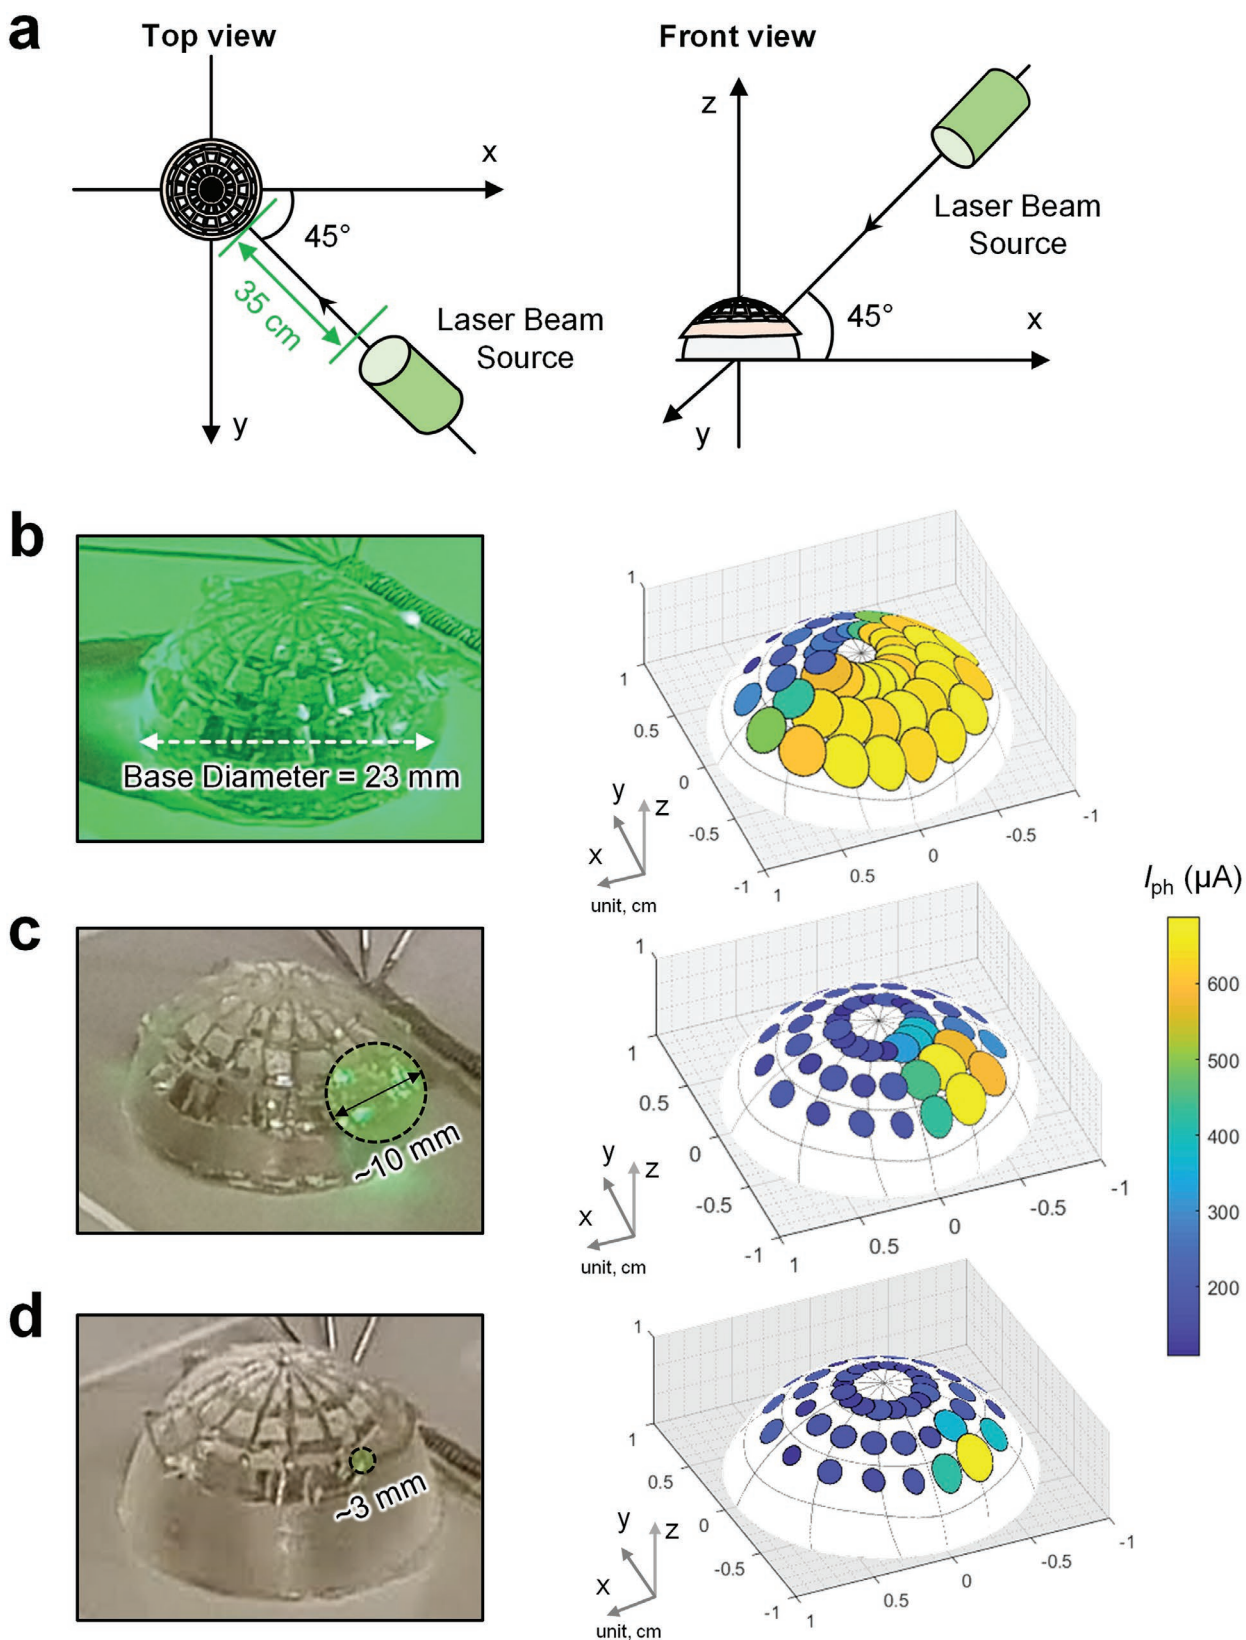 a
Top view
x
45°
35 cm
Laser Beam
Source
y
Front view
z
Laser Beam
Source
45°
x
y
b
Base Diameter = 23 mm
1
1
0.5
0
-0.5
-1
1
0.5
0
-0.5
-1
y
z
x
unit, cm
c
~10 mm
1
1
0.5
0
-0.5
-1
1
0.5
0
-0.5
-1
y
z
x
unit, cm
Iph (µA)
600
500
400
300
200
d
~3 mm
1
1
0.5
0
-0.5
-1
1
0.5
0
-0.5
-1
y
z
x
unit, cm